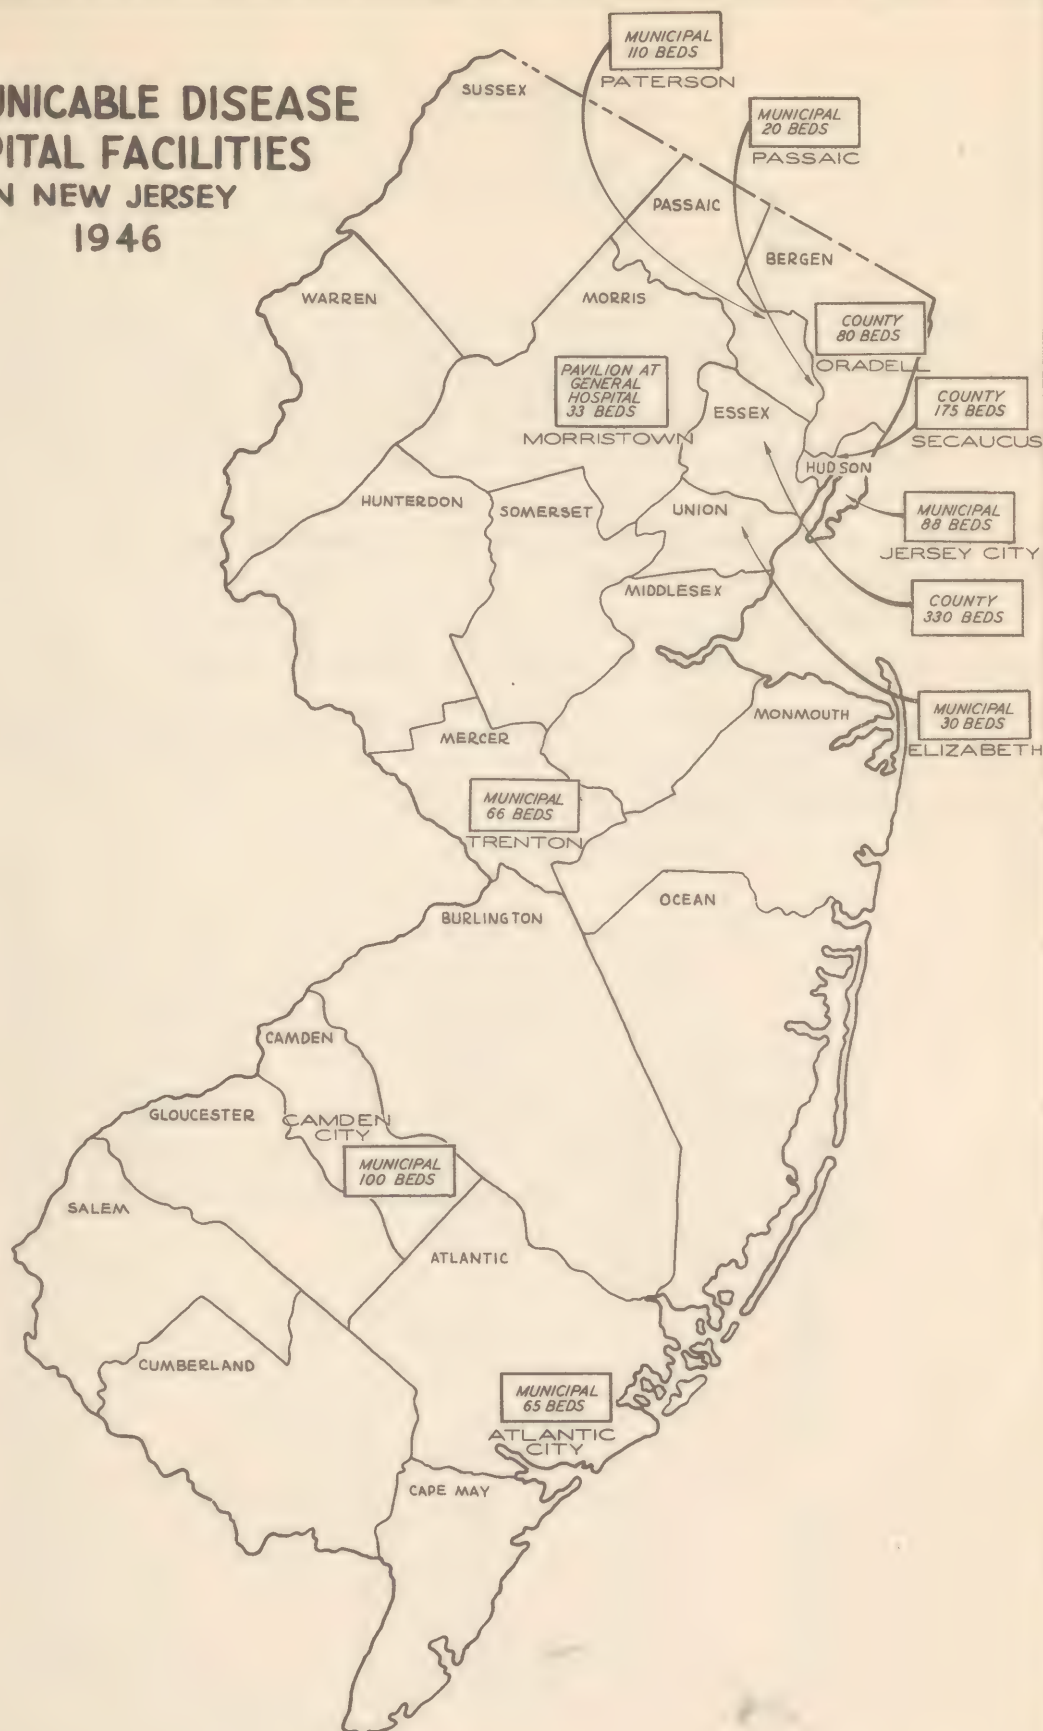 UNICABLE DISEASE
PITAL FACILITIES
N NEW JERSEY
1946
MUNICIPAL
110 BEDS
PATERSON
SUSSEX
MUNICIPAL
20 BEDS
PASSAIC
PASSAIC
BERGEN
WARREN
MORRIS
COUNTY
80 BEDS
ORADELL
PAVILION AT
GENERAL
HOSPITAL
33 BEDS
MORRISTOWN
ESSEX
COUNTY
175 BEDS
SECAUCUS
HUDSON
HUNTERDON
SOMERSET
UNION
MUNICIPAL
88 BEDS
JERSEY CITY
MIDDLESEX
COUNTY
330 BEDS
MONMOUTH
MUNICIPAL
30 BEDS
ELIZABETH
MERCER
MUNICIPAL
66 BEDS
TRENTON
OCEAN
BURLINGTON
CAMDEN
GLOUCESTER
CAMDEN
CITY
MUNICIPAL
100 BEDS
SALEM
ATLANTIC
CUMBERLAND
MUNICIPAL
65 BEDS
ATLANTIC
CITY
CAPE MAY